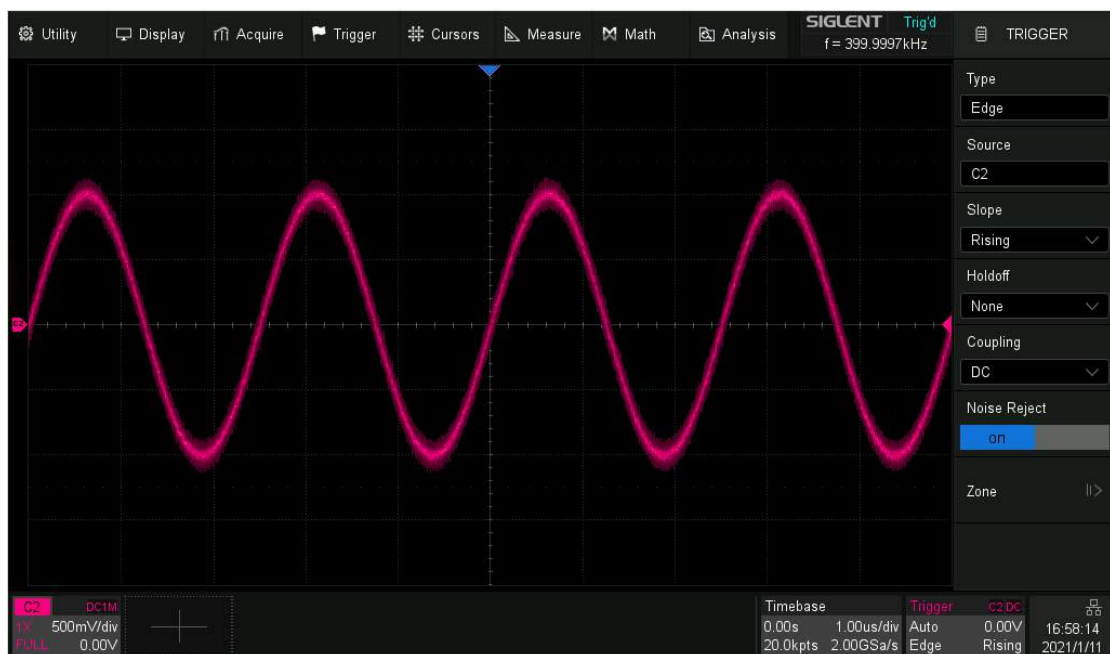 Utility Display Acquire Trigger Cursors Measure Math Analysis
SIGLENT Trig'd
f = 399.9997kHz
TRIGGER
Type
Edge
Source
C2
Slope
Rising
Holdoff
None
Coupling
DC
Noise Reject
on
Zone
C2
C2 DC1M
1X 500mV/div
FULL 0.00V
Timebase
0.00s 1.00us/div
20.0kpts 2.00GSa/s
Trigger C2:DC
Auto 0.00V
Edge Rising
16:58:14
2021/1/11